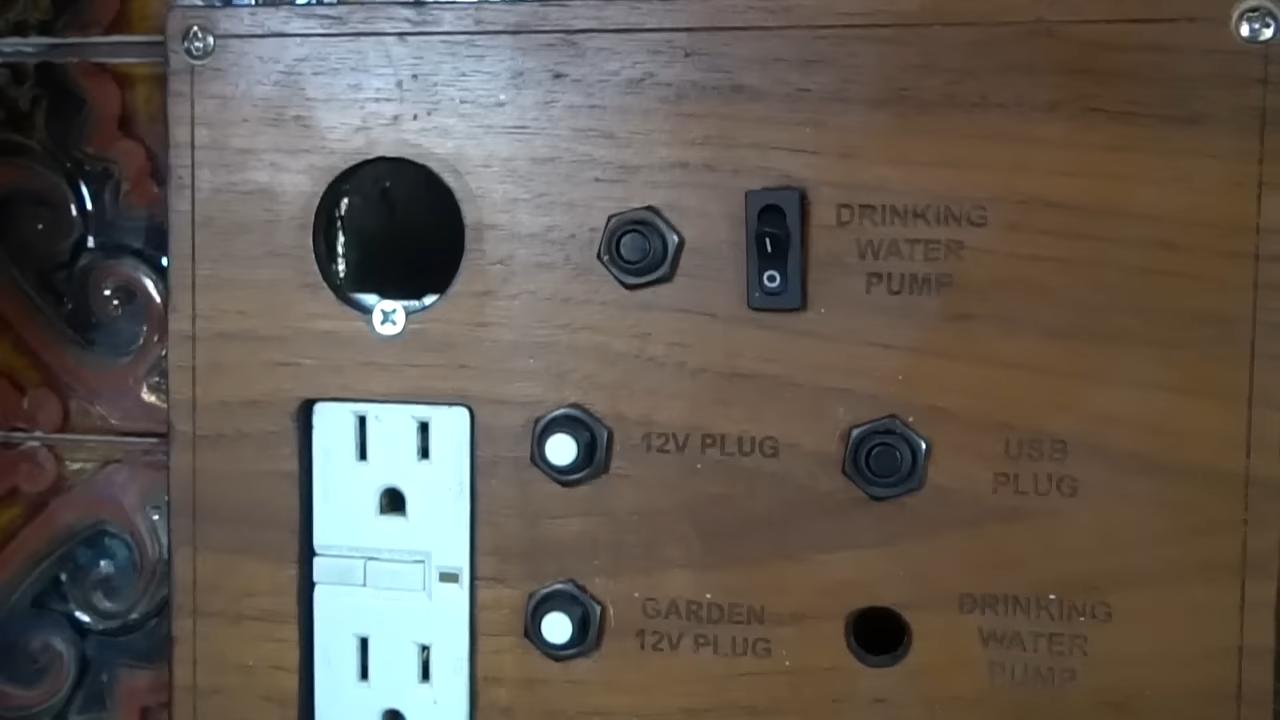 DRINKING
WATER
PUMP
12V PLUG
USB
PLUG
GARDEN
12V PLUG
DRINKING
WATER
PUMP